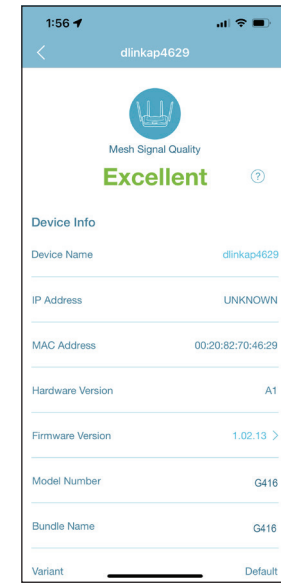 1:56
dlinkap4629
Mesh Signal Quality
Excellent ?
Device Info
Device Name dlinkap4629
IP Address UNKNOWN
MAC Address 00:20:82:70:46:29
Hardware Version A1
Firmware Version 1.02.13 >
Model Number G416
Bundle Name G416
Variant Default